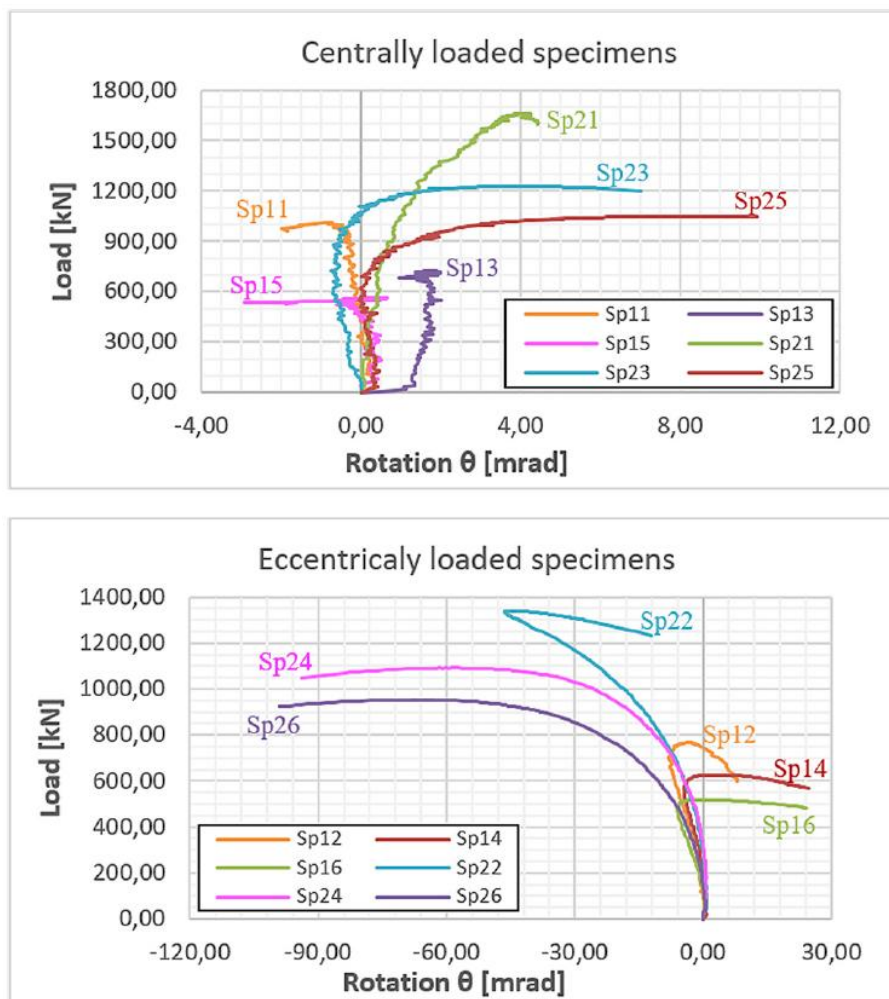 Centrally loaded specimens
1800,00
1500,00
1200,00
900,00
600,00
300,00
0,00
Load [kN]
Sp21
Sp23
Sp25
Sp11
Sp13
Sp15
Sp11 Sp13
Sp15 Sp21
Sp23 Sp25
-4,00 0,00 4,00 8,00 12,00
Rotation θ [mrad]
Eccentricaly loaded specimens
1400,00
1200,00
1000,00
800,00
600,00
400,00
200,00
0,00
Load [kN]
Sp22
Sp24
Sp26
Sp12
Sp14
Sp16
Sp12 Sp14
Sp16 Sp22
Sp24 Sp26
-120,00 -90,00 -60,00 -30,00 0,00 30,00
Rotation θ [mrad]